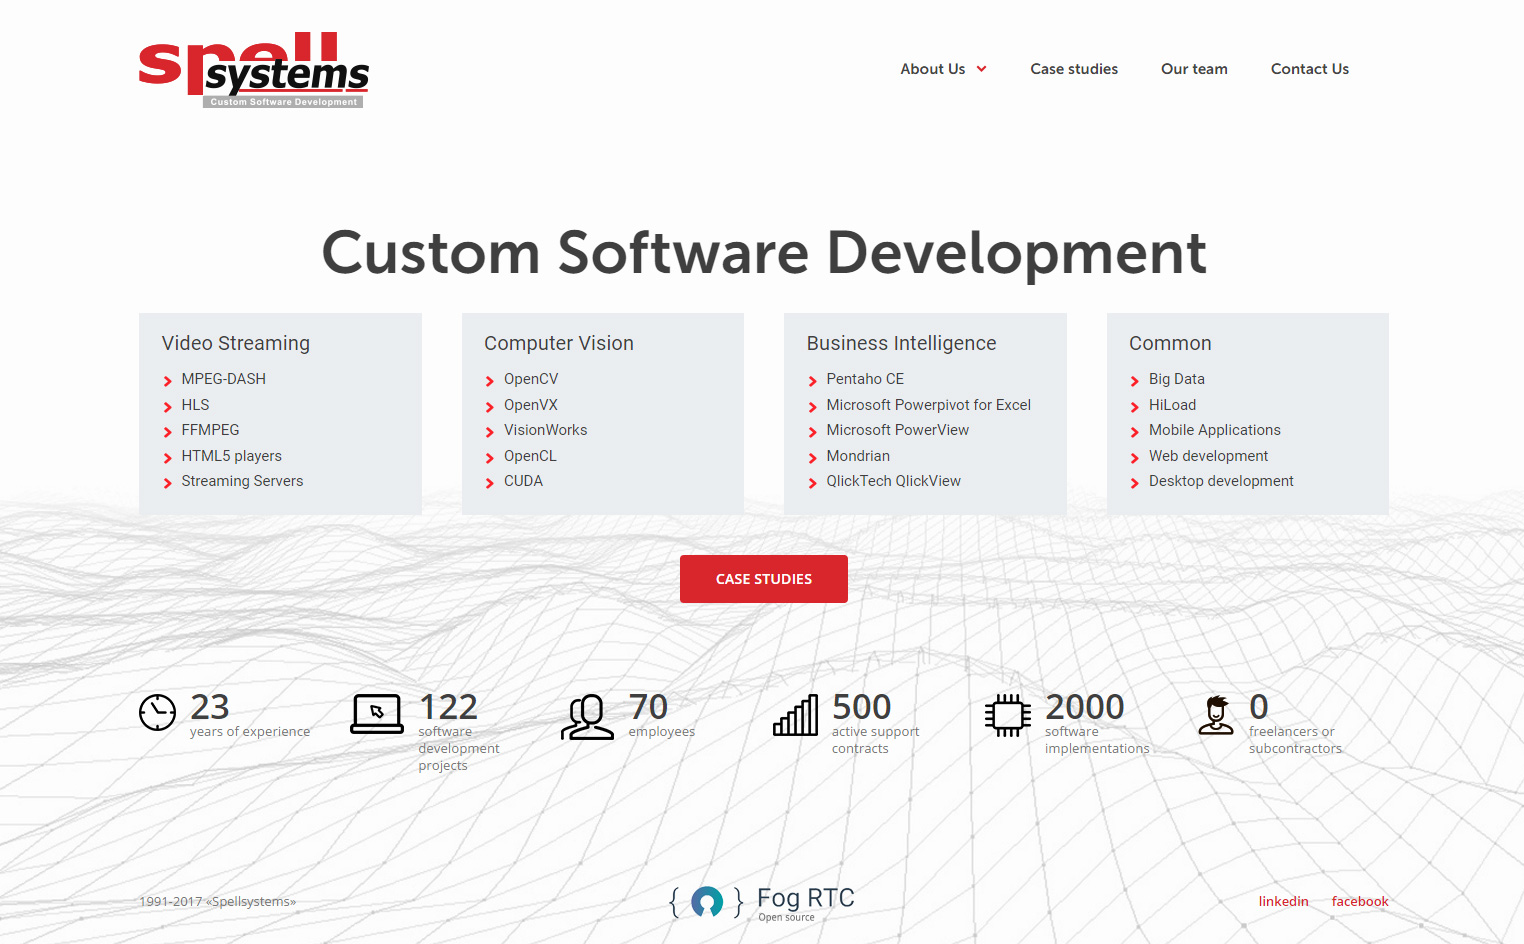 spell
systems
Custom Software Development
About Us
Case studies
Our team
Contact Us
Custom Software Development
Video Streaming
MPEG-DASH
HLS
FFMPEG
HTML5 players
Streaming Servers
Computer Vision
OpenCV
OpenVX
VisionWorks
OpenCL
CUDA
Business Intelligence
Pentaho CE
Microsoft Powerpivot for Excel
Microsoft PowerView
Mondrian
QlickTech QlickView
Common
Big Data
HiLoad
Mobile Applications
Web development
Desktop development
CASE STUDIES
23
years of experience
122
software
development
projects
70
employees
500
active support
contracts
2000
software
implementations
0
freelancers or
subcontractors
1991-2017 «Spellsystems»
{ } Fog RTC
Open source
linkedin
facebook